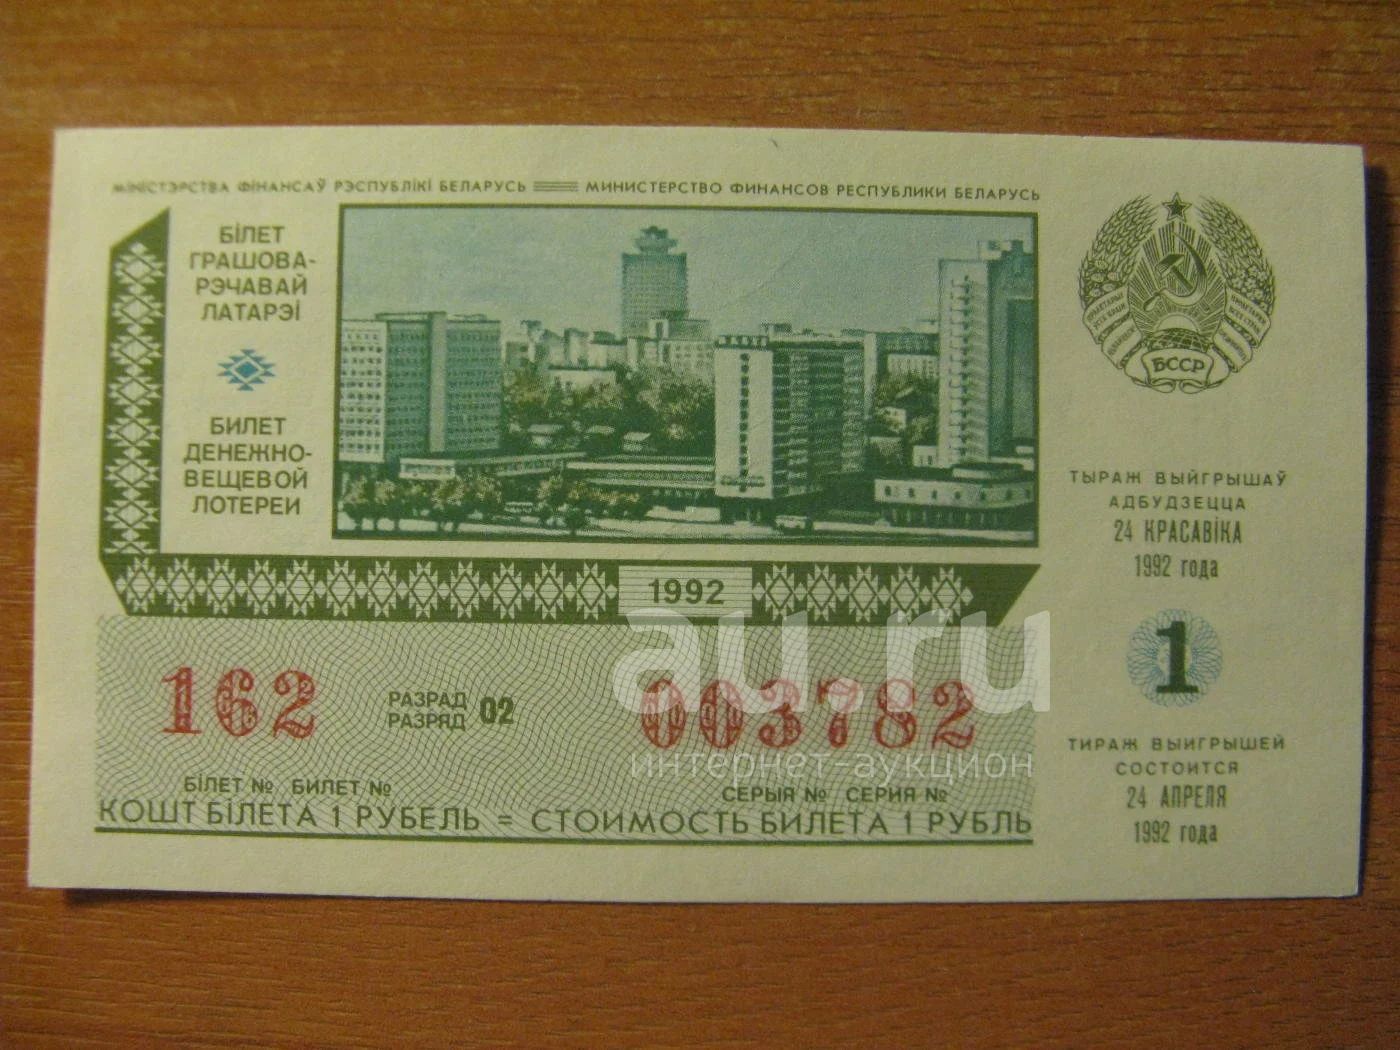 МІНІСТЭРСТВА ФІНАНСАЎ РЭСПУБЛІКІ БЕЛАРУСЬ МИНИСТЕРСТВО ФИНАНСОВ РЕСПУБЛИКИ БЕЛАРУСЬ
БІЛЕТ
ГРАШОВА-
РЭЧАВАЙ
ЛАТАРЭІ
БИЛЕТ
ДЕНЕЖНО-
ВЕЩЕВОЙ
ЛОТЕРЕИ
БССР
ТЫРАЖ ВЫЙГРЫШАЎ
АДБУДЗЕЦЦА
24 КРАСАВІКА
1992 года
1
ТИРАЖ ВЫИГРЫШЕЙ
СОСТОИТСЯ
24 АПРЕЛЯ
1992 года
1992
162 РАЗРАД
РАЗРЯД 02 003782
БІЛЕТ № БИЛЕТ № СЕРЫЯ № СЕРИЯ №
КОШТ БІЛЕТА 1 РУБЕЛЬ = СТОИМОСТЬ БИЛЕТА 1 РУБЛЬ
au.ru
интернет-аукцион